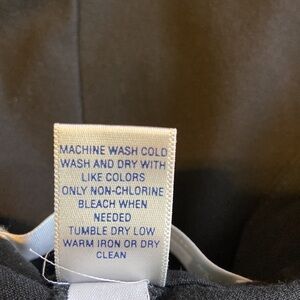 MACHINE WASH COLD
WASH AND DRY WITH
LIKE COLORS
ONLY NON-CHLORINE
BLEACH WHEN
NEEDED
TUMBLE DRY LOW
WARM IRON OR DRY
CLEAN